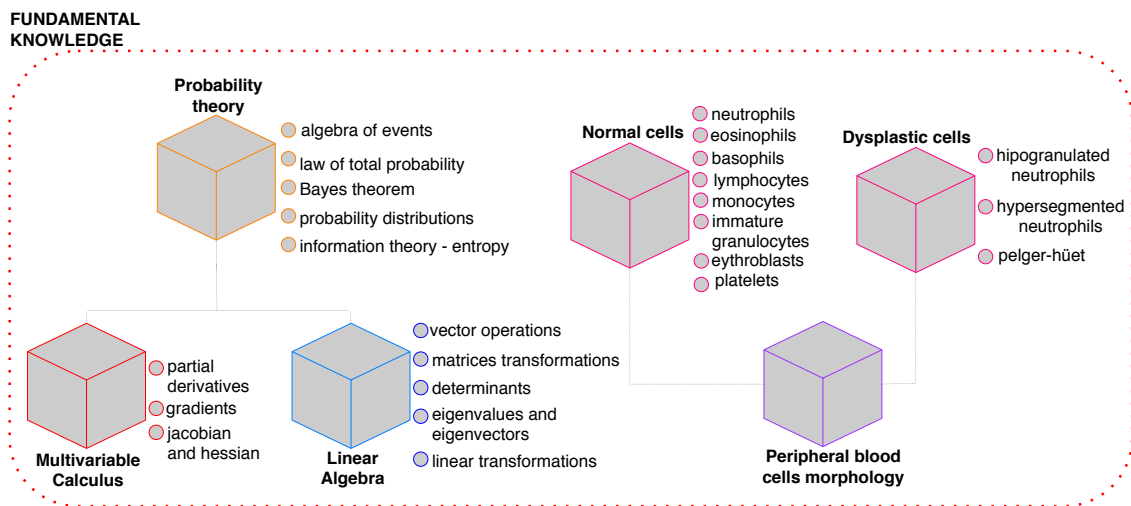 FUNDAMENTAL
KNOWLEDGE
Probability
theory
algebra of events
law of total probability
Bayes theorem
probability distributions
information theory - entropy
Normal cells
neutrophils
eosinophils
basophils
lymphocytes
monocytes
immature
granulocytes
eythroblasts
platelets
Dysplastic cells
hipogranulated
neutrophils
hypersegmented
neutrophils
pelger-hüet
partial
derivatives
gradients
jacobian
and hessian
Multivariable
Calculus
vector operations
matrices transformations
determinants
eigenvalues and
eigenvectors
linear transformations
Linear
Algebra
Peripheral blood
cells morphology